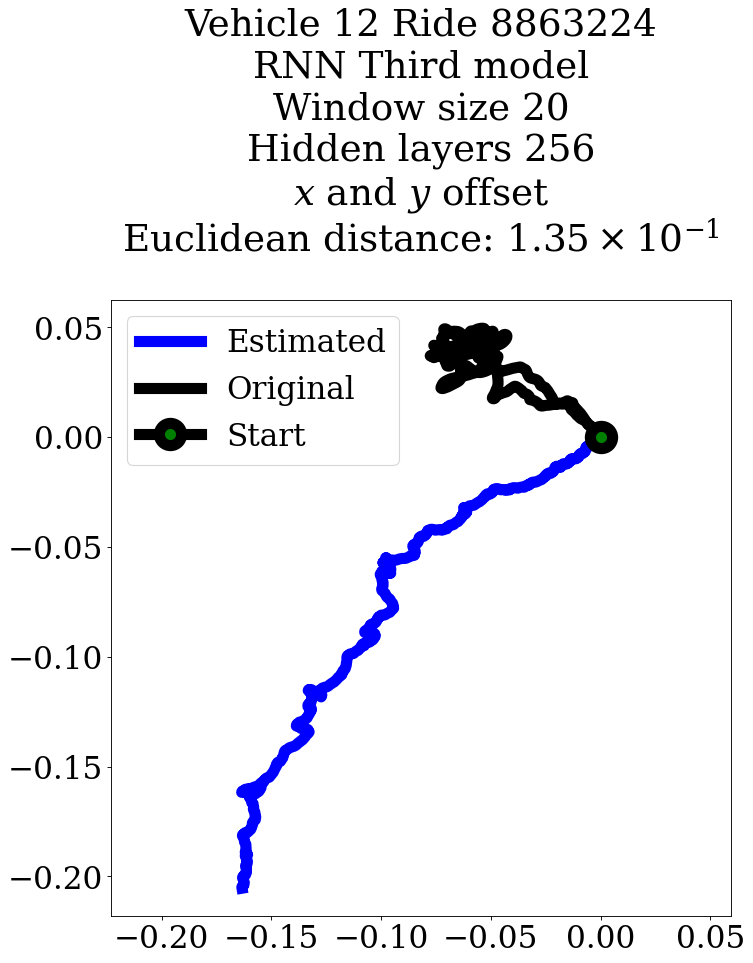 Vehicle 12 Ride 8863224
RNN Third model
Window size 20
Hidden layers 256
x and y offset
Euclidean distance: 1.35 × 10⁻¹
Estimated
Original
Start
0.05
0.00
−0.05
−0.10
−0.15
−0.20
−0.20 −0.15 −0.10 −0.05 0.00 0.05